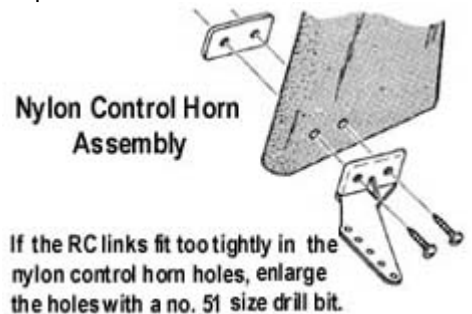 Nylon Control Horn
Assembly
If the RC links fit too tightly in the
nylon control horn holes, enlarge
the holes with a no. 51 size drill bit.